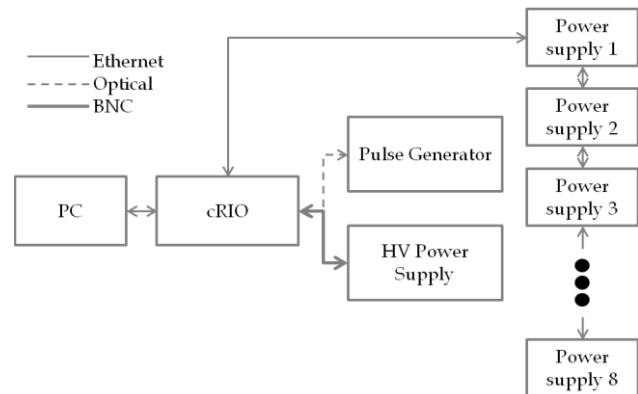 Ethernet
Optical
BNC
PC
cRIO
Pulse Generator
HV Power
Supply
Power
supply 1
Power
supply 2
Power
supply 3
Power
supply 8